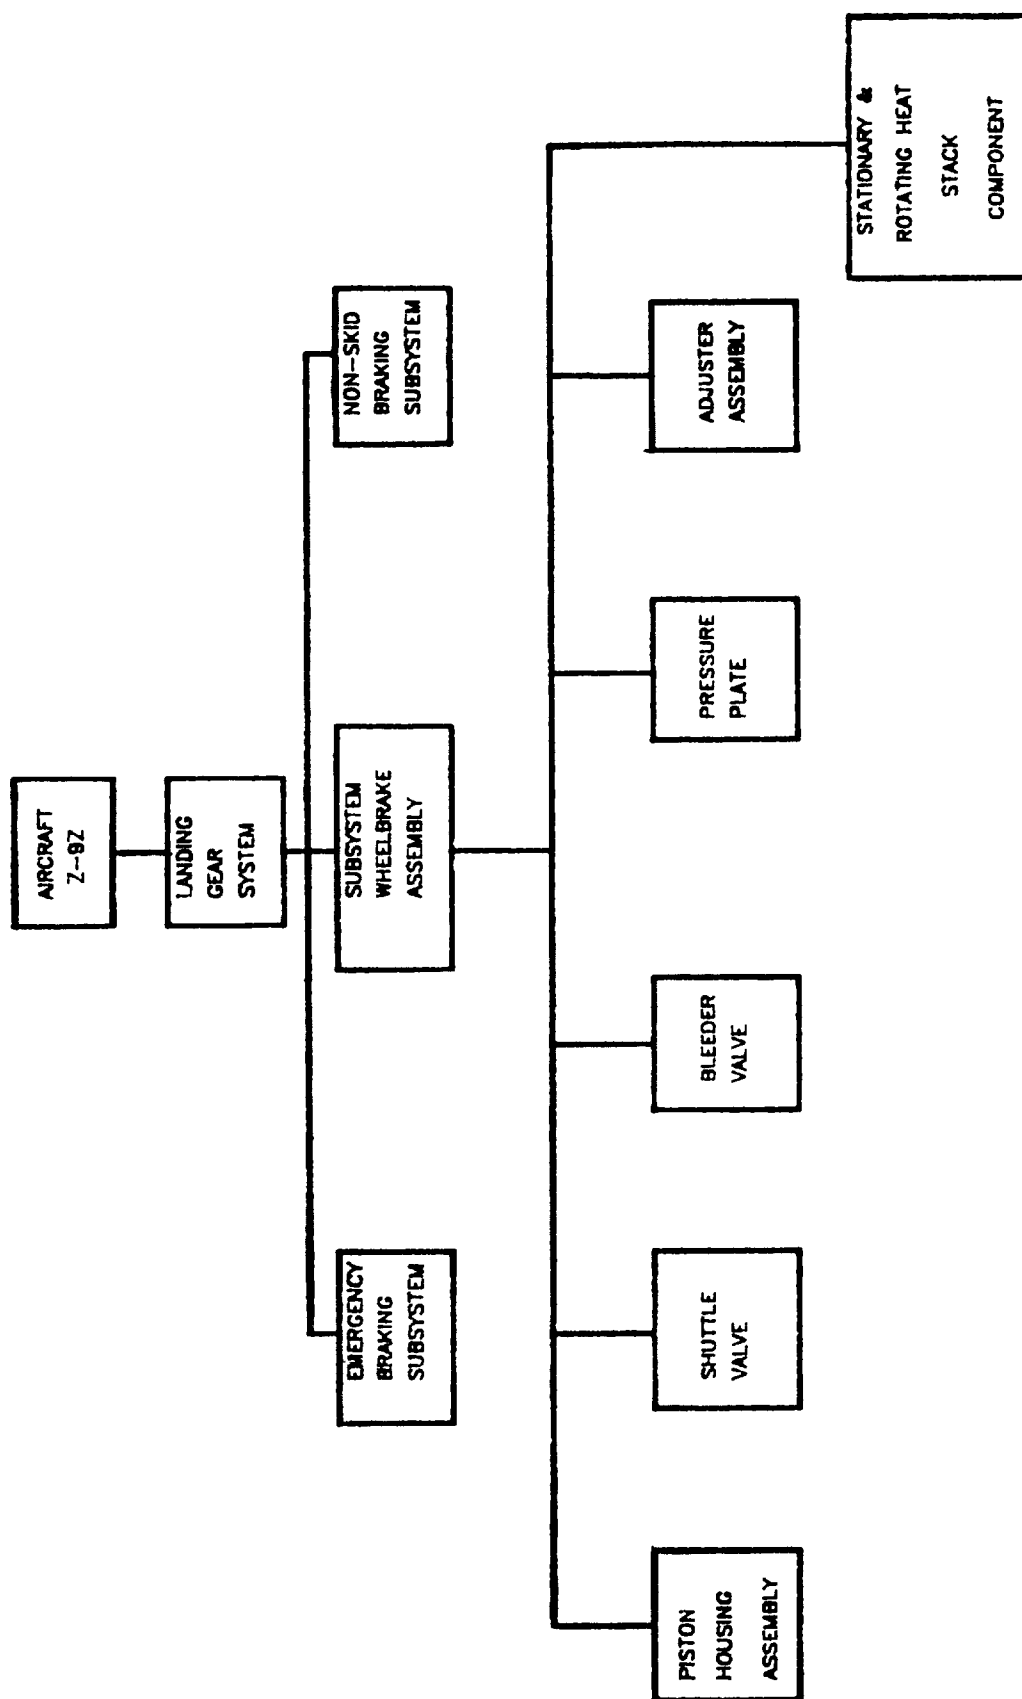 AIRCRAFT
Z-9Z
LANDING
GEAR
SYSTEM
EMERGENCY
BRAKING
SUBSYSTEM
SUBSYSTEM
WHEELBRAKE
ASSEMBLY
NON-SKID
BRAKING
SUBSYSTEM
PISTON
HOUSING
ASSEMBLY
SHUTTLE
VALVE
BLEEDER
VALVE
PRESSURE
PLATE
ADJUSTER
ASSEMBLY
STATIONARY &
ROTATING HEAT
STACK
COMPONENT